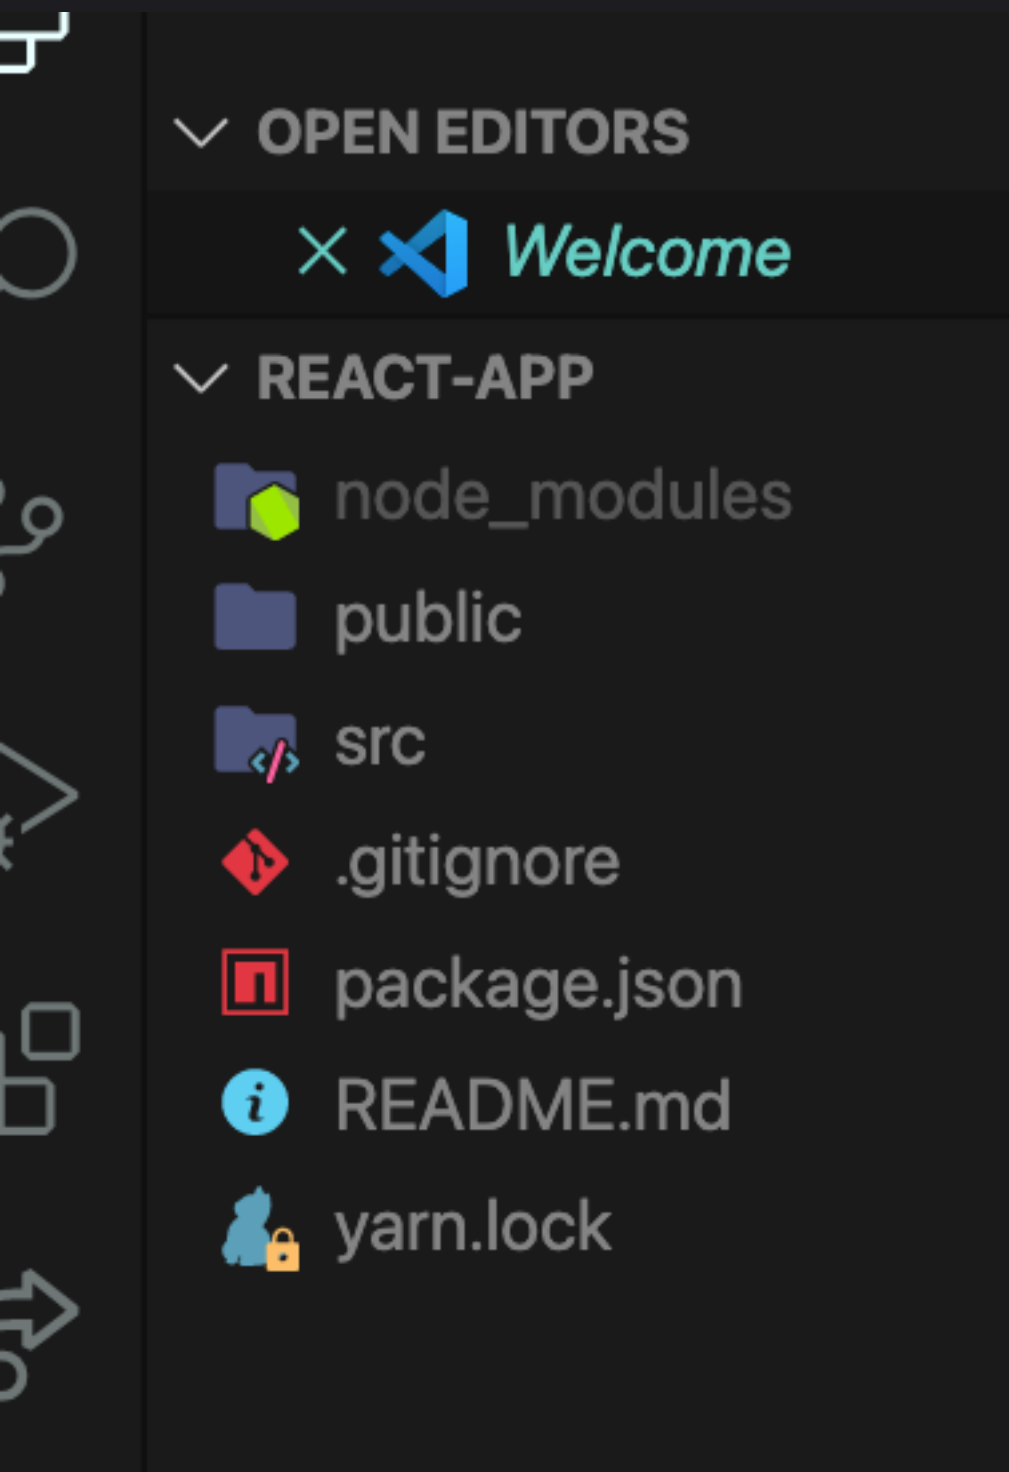 OPEN EDITORS
Welcome
REACT-APP
node_modules
public
src
.gitignore
package.json
README.md
yarn.lock